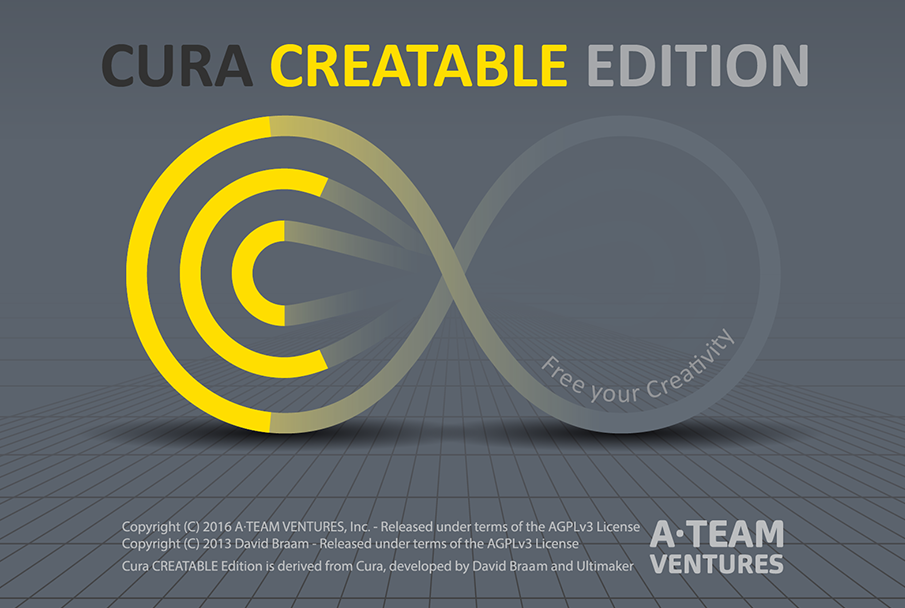 CURA CREATABLE EDITION
Free your Creativity
Copyright (C) 2016 A·TEAM VENTURES, Inc. - Released under terms of the AGPLv3 License
Copyright (C) 2013 David Braam - Released under terms of the AGPLv3 License
Cura CREATABLE Edition is derived from Cura, developed by David Braam and Ultimaker
A·TEAM
VENTURES